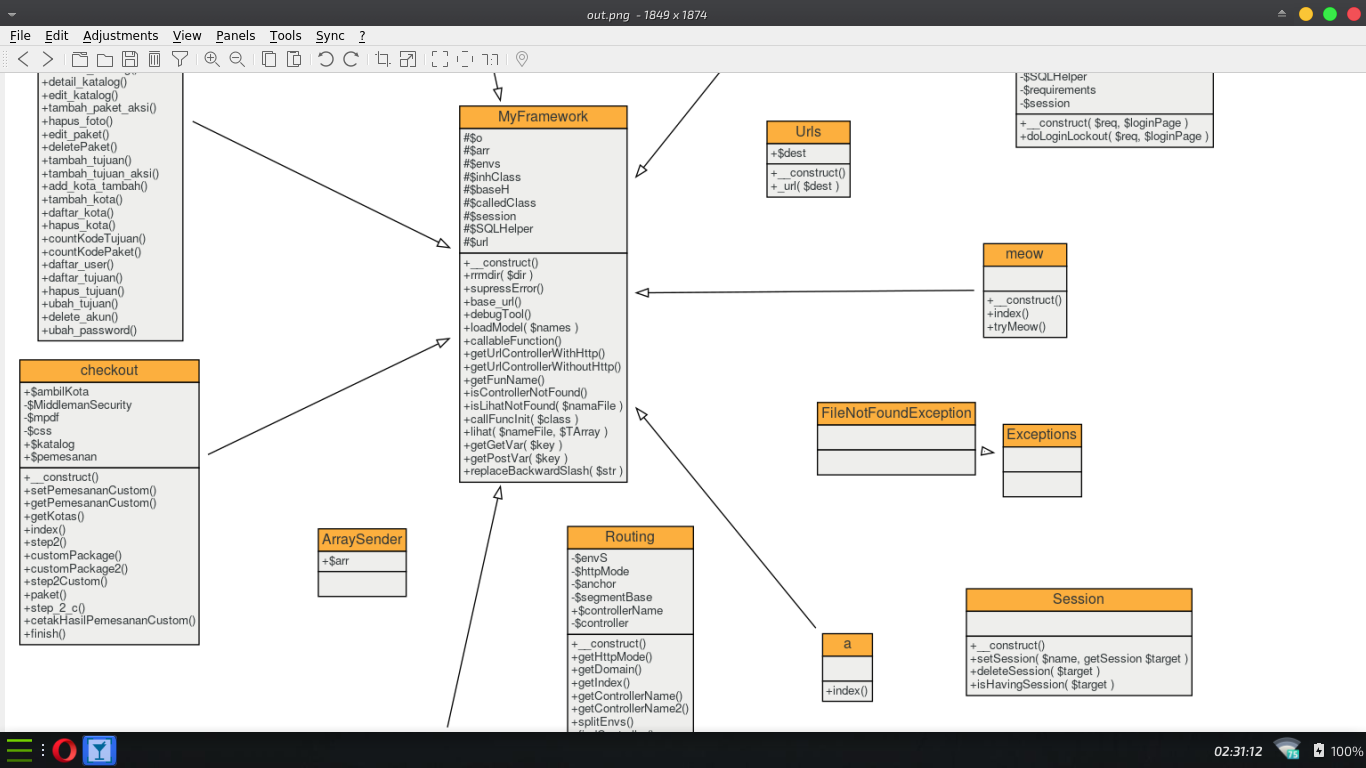 out.png - 1849 x 1874
File Edit Adjustments View Panels Tools Sync ?
+detail_katalog()
+edit_katalog()
+tambah_paket_aksi()
+hapus_foto()
+edit_paket()
+deletePaket()
+tambah_tujuan()
+tambah_tujuan_aksi()
+add_kota_tambah()
+tambah_kota()
+daftar_kota()
+hapus_kota()
+countKodeTujuan()
+countKodePaket()
+daftar_user()
+daftar_tujuan()
+hapus_tujuan()
+ubah_tujuan()
+delete_akun()
+ubah_password()
MyFramework
#$o
#$arr
#$envs
#$inhClass
#$baseH
#$calledClass
#$session
#$SQLHelper
#$url
+__construct()
+rrmdir( $dir )
+supressError()
+base_url()
+debugTool()
+loadModel( $names )
+callableFunction()
+getUrlControllerWithHttp()
+getUrlControllerWithoutHttp()
+getFunName()
+isControllerNotFound()
+isLihatNotFound( $namaFile )
+callFuncInit( $class )
+lihat( $nameFile, $TArray )
+getGetVar( $key )
+getPostVar( $key )
+replaceBackwardSlash( $str )
Urls
+$dest
+__construct()
+_url( $dest )
-$SQLHelper
-$requirements
-$session
+__construct( $req, $loginPage )
+doLoginLockout( $req, $loginPage )
meow
+__construct()
+index()
+tryMeow()
checkout
+$ambilKota
-$MiddlemanSecurity
-$mpdf
-$css
+$katalog
+$pemesanan
+__construct()
+setPemesananCustom()
+getPemesananCustom()
+getKotas()
+index()
+step2()
+customPackage()
+customPackage2()
+step2Custom()
+paket()
+step_2_c()
+cetakHasilPemesananCustom()
+finish()
FileNotFoundException
Exceptions
ArraySender
+$arr
Routing
-$envS
-$httpMode
-$anchor
-$segmentBase
+$controllerName
-$controller
+__construct()
+getHttpMode()
+getDomain()
+getIndex()
+getControllerName()
+getControllerName2()
+splitEnvs()
a
+index()
Session
+__construct()
+setSession( $name, getSession $target )
+deleteSession( $target )
+isHavingSession( $target )
02:31:12
75
100%